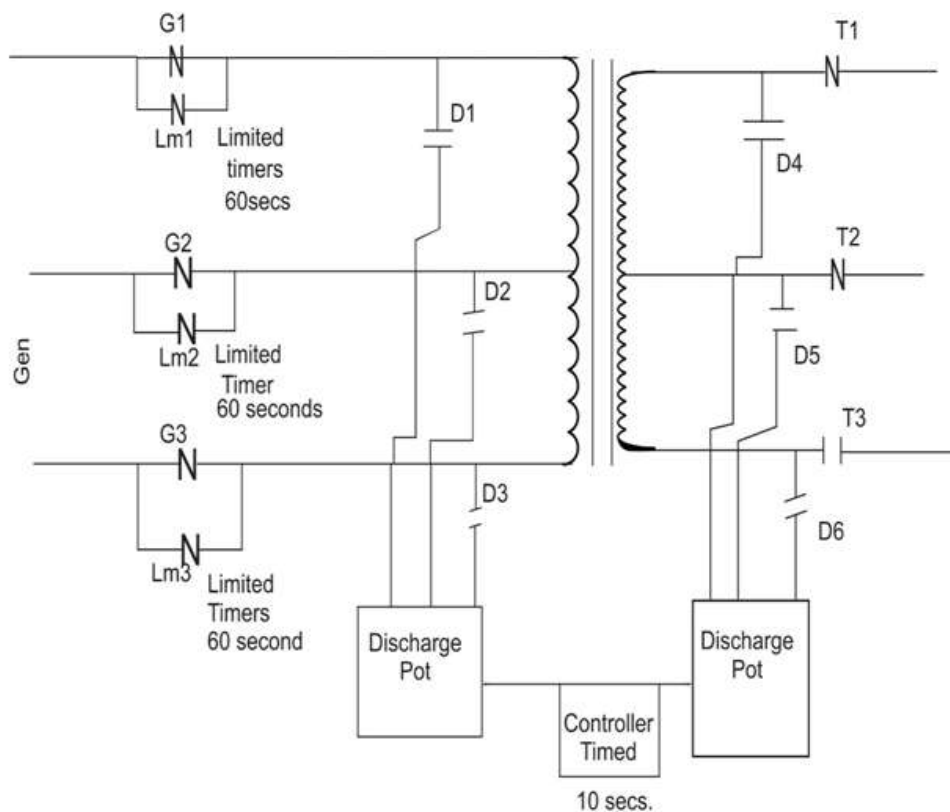 G1
T1
D1
Lm1
Limited
timers
60secs
D4
G2
T2
D2
Gen
Lm2
Limited
Timer
60 seconds
D5
G3
T3
D3
D6
Lm3
Limited
Timers
60 second
Discharge
Pot
Discharge
Pot
Controller
Timed
10 secs.